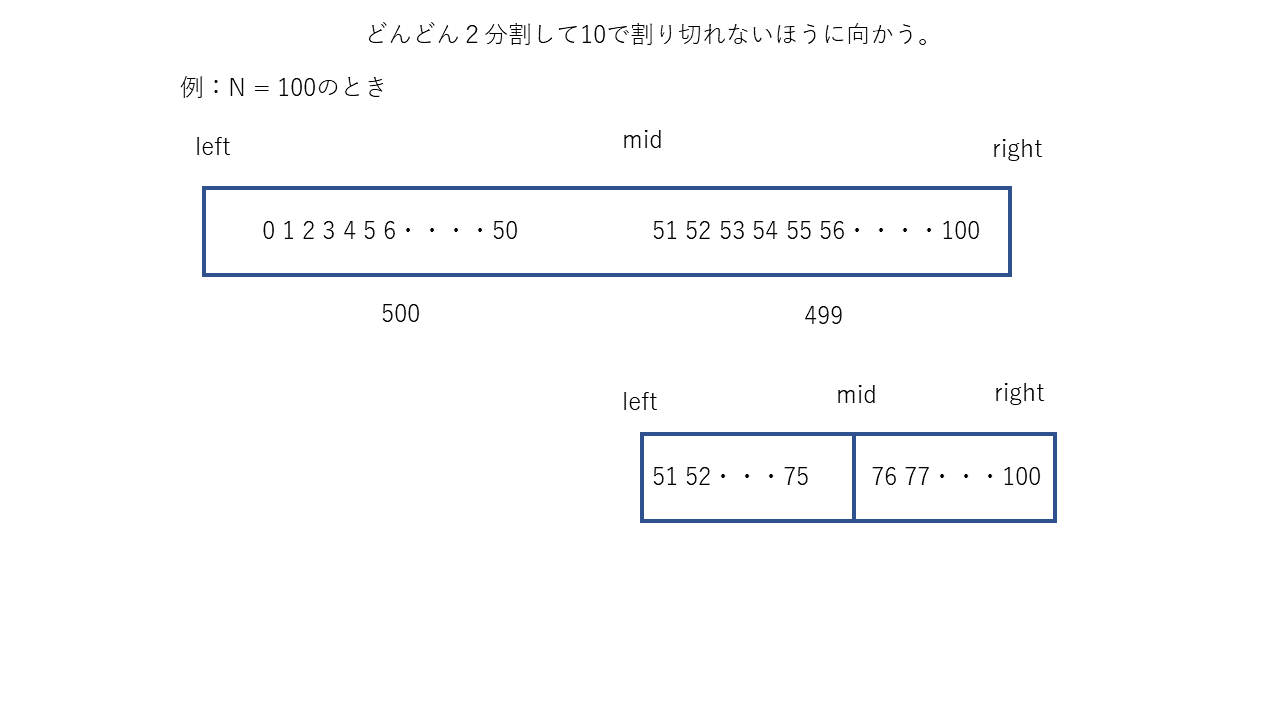 どんどん２分割して10で割り切れないほうに向かう。
例：N = 100のとき
left mid right
0 1 2 3 4 5 6・・・・50 51 52 53 54 55 56・・・・100
500 499
left mid right
51 52・・・75 76 77・・・100